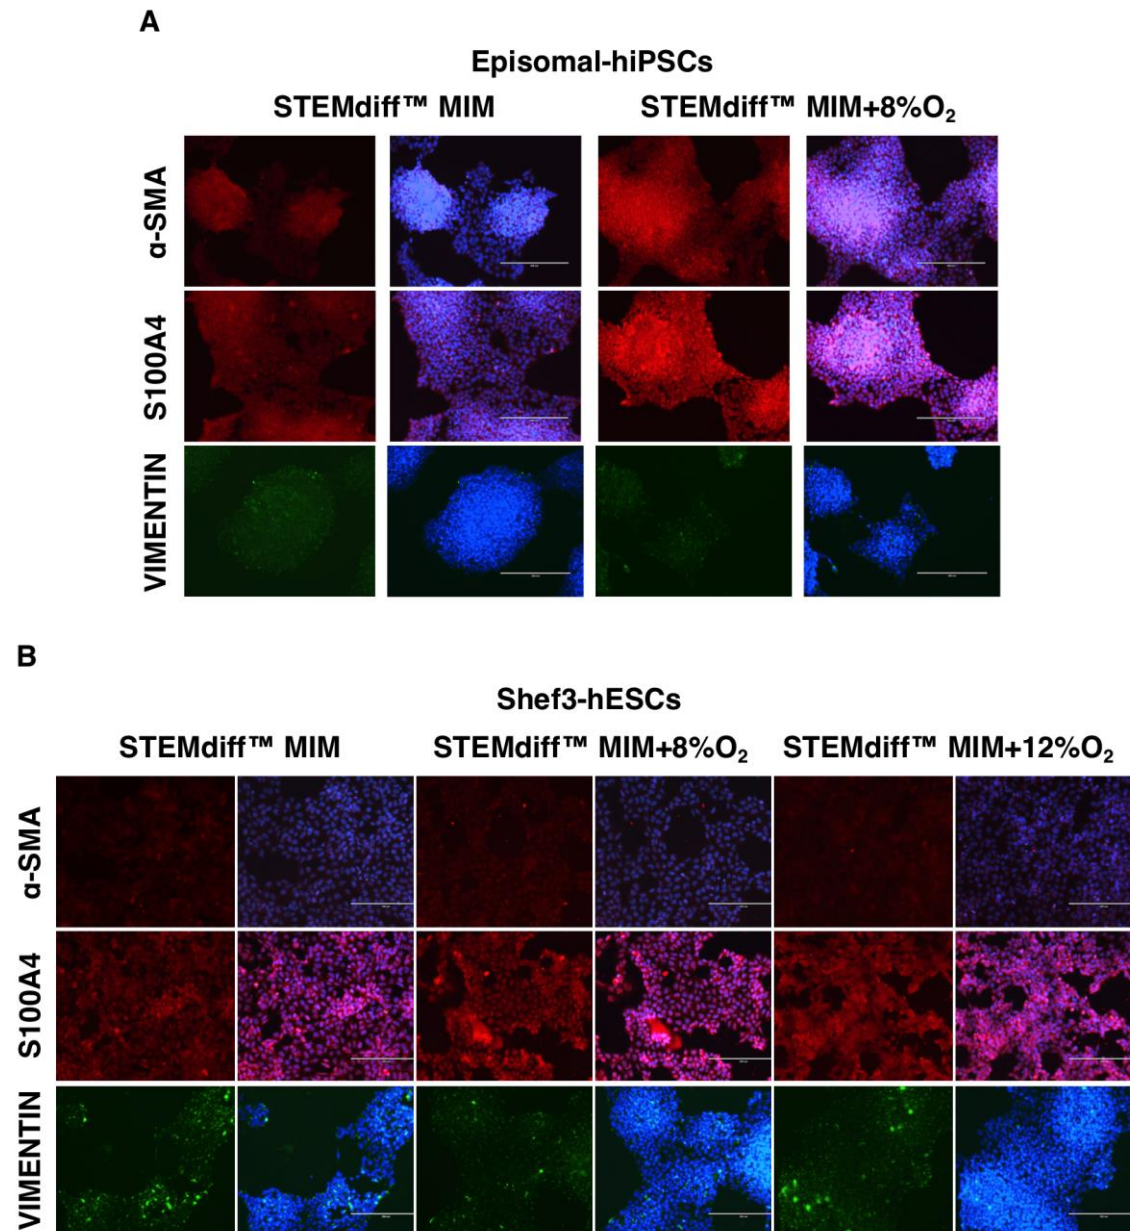 A
Episomal-hiPSCs
STEMdiff™ MIM STEMdiff™ MIM+8%O₂
α-SMA
S100A4
VIMENTIN
B
Shef3-hESCs
STEMdiff™ MIM STEMdiff™ MIM+8%O₂ STEMdiff™ MIM+12%O₂
α-SMA
S100A4
VIMENTIN